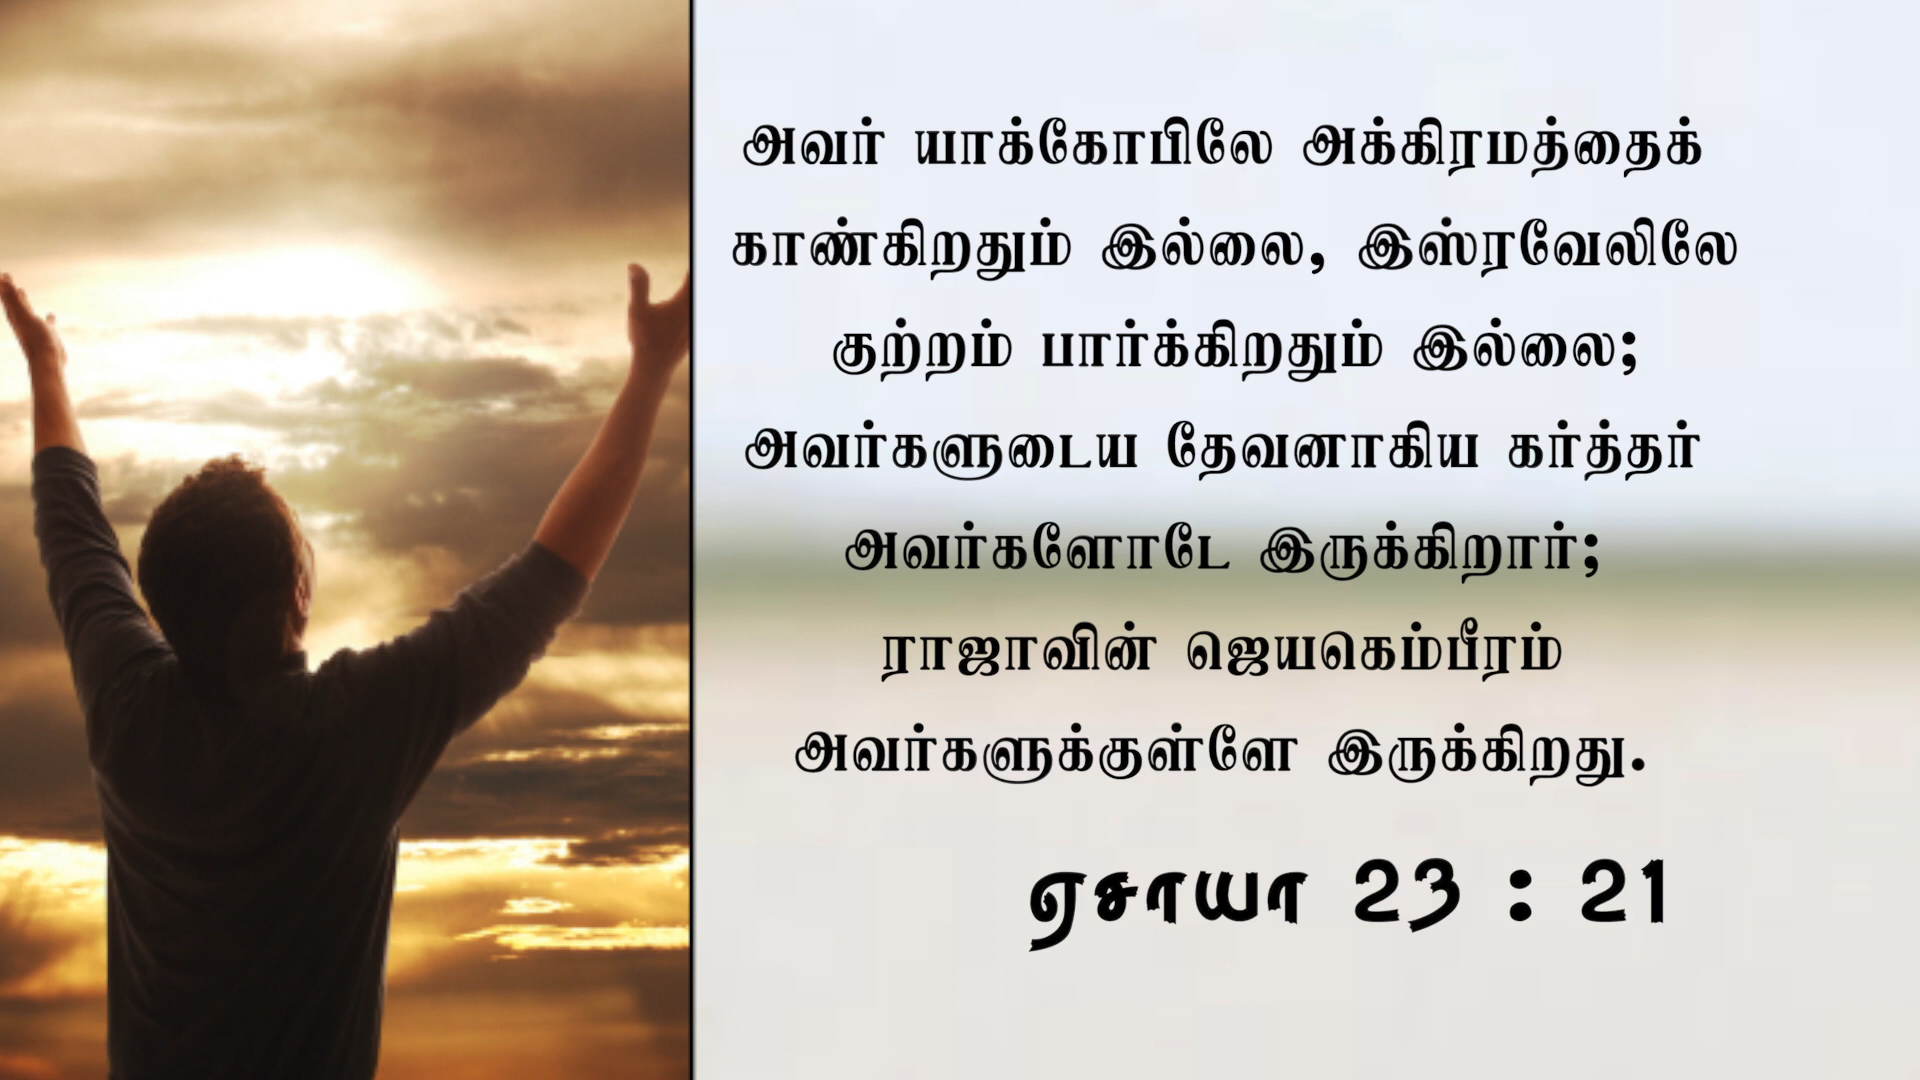 அவர் யாக்கோபிலே அக்கிரமத்தைக்
காண்கிறதும் இல்லை, இஸ்ரவேலிலே
குற்றம் பார்க்கிறதும் இல்லை;
அவர்களுடைய தேவனாகிய கர்த்தர்
அவர்களோடே இருக்கிறார்;
ராஜாவின் ஜெயகெம்பீரம்
அவர்களுக்குள்ளே இருக்கிறது.
ஏசாயா 23 : 21